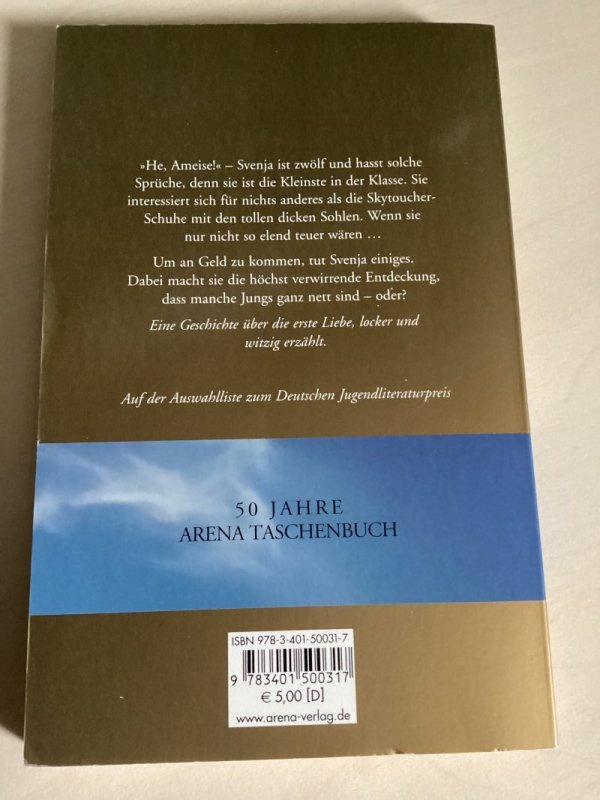 »He, Ameise!« – Svenja ist zwölf und hasst solche
Sprüche, denn sie ist die Kleinste in der Klasse. Sie
interessiert sich für nichts anderes als die Skytoucher-
Schuhe mit den tollen dicken Sohlen. Wenn sie
nur nicht so elend teuer wären …
Um an Geld zu kommen, tut Svenja einiges.
Dabei macht sie die höchst verwirrende Entdeckung,
dass manche Jungs ganz nett sind – oder?
Eine Geschichte über die erste Liebe, locker und
witzig erzählt.
Auf der Auswahlliste zum Deutschen Jugendliteraturpreis
50 JAHRE
ARENA TASCHENBUCH
ISBN 978-3-401-50031-7
9 783401 500317
€ 5,00 [D]
www.arena-verlag.de